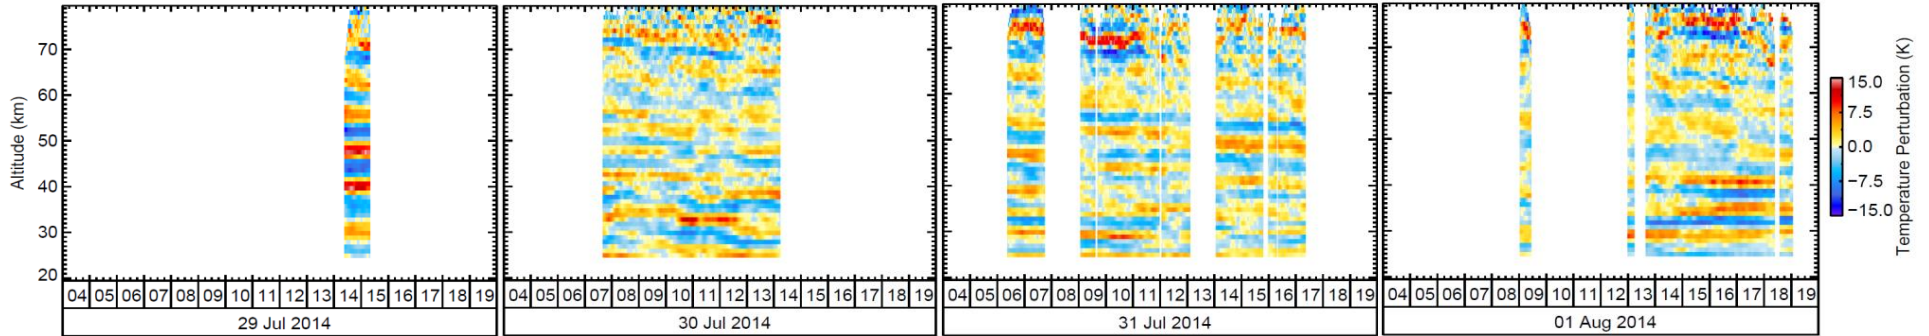 Altitude (km)
70
60
50
40
30
20
04 05 06 07 08 09 10 11 12 13 14 15 16 17 18 19
29 Jul 2014
04 05 06 07 08 09 10 11 12 13 14 15 16 17 18 19
30 Jul 2014
04 05 06 07 08 09 10 11 12 13 14 15 16 17 18 19
31 Jul 2014
04 05 06 07 08 09 10 11 12 13 14 15 16 17 18 19
01 Aug 2014
15.0
7.5
0.0
−7.5
−15.0
Temperature Perturbation (K)